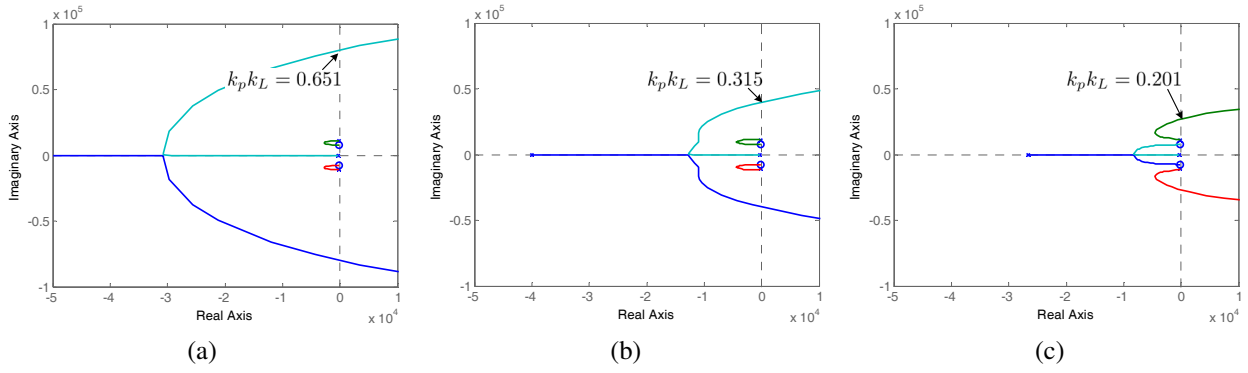 x 10^5
1
0.5
0
-0.5
-1
-5
-4
-3
-2
-1
0
1
x 10^4
Imaginary Axis
Real Axis
k_p k_L = 0.651
(a)
x 10^5
1
0.5
0
-0.5
-1
-5
-4
-3
-2
-1
0
1
x 10^4
Imaginary Axis
Real Axis
k_p k_L = 0.315
(b)
x 10^5
1
0.5
0
-0.5
-1
-5
-4
-3
-2
-1
0
1
x 10^4
Imaginary Axis
Real Axis
k_p k_L = 0.201
(c)